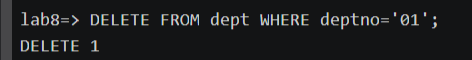 lab8=> DELETE FROM dept WHERE deptno='01';
DELETE 1